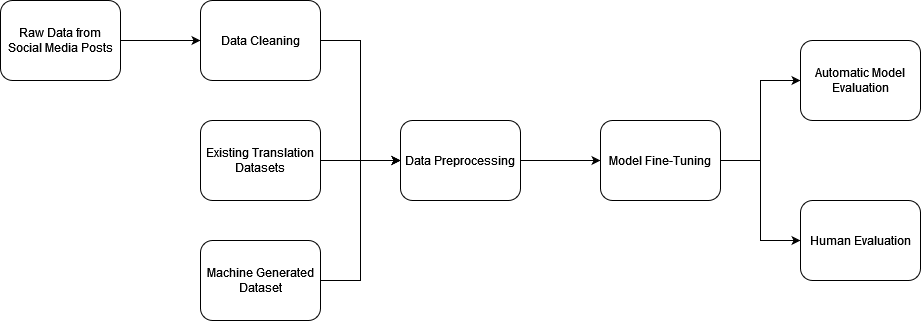 Raw Data from
Social Media Posts
Data Cleaning
Existing Translation
Datasets
Machine Generated
Dataset
Data Preprocessing
Model Fine-Tuning
Automatic Model
Evaluation
Human Evaluation